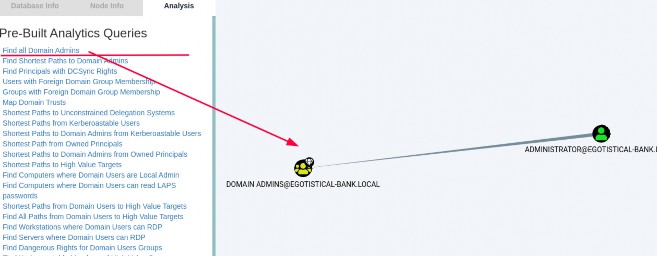 Database Info Node Info Analysis
Pre-Built Analytics Queries
Find all Domain Admins
Find Shortest Paths to Domain Admins
Find Principals with DCSync Rights
Users with Foreign Domain Group Membership
Groups with Foreign Domain Group Membership
Map Domain Trusts
Shortest Paths to Unconstrained Delegation Systems
Shortest Paths from Kerberoastable Users
Shortest Paths to Domain Admins from Kerberoastable Users
Shortest Path from Owned Principals
Shortest Paths to Domain Admins from Owned Principals
Shortest Paths to High Value Targets
Find Computers where Domain Users are Local Admin
Find Computers where Domain Users can read LAPS
passwords
Shortest Paths from Domain Users to High Value Targets
Find All Paths from Domain Users to High Value Targets
Find Workstations where Domain Users can RDP
Find Servers where Domain Users can RDP
Find Dangerous Rights for Domain Users Groups
DOMAIN ADMINS@EGOTISTICAL-BANK.LOCAL
ADMINISTRATOR@EGOTISTICAL-BANK.